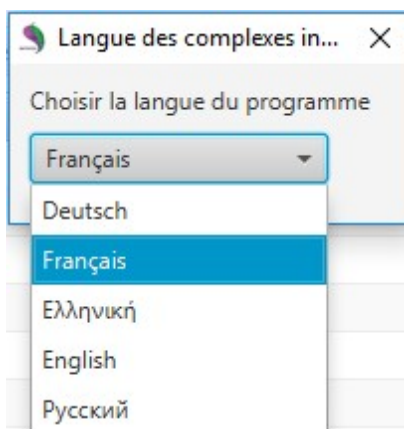 Langue des complexes in...
Choisir la langue du programme
Français
Deutsch
Français
Ελληνική
English
Русский